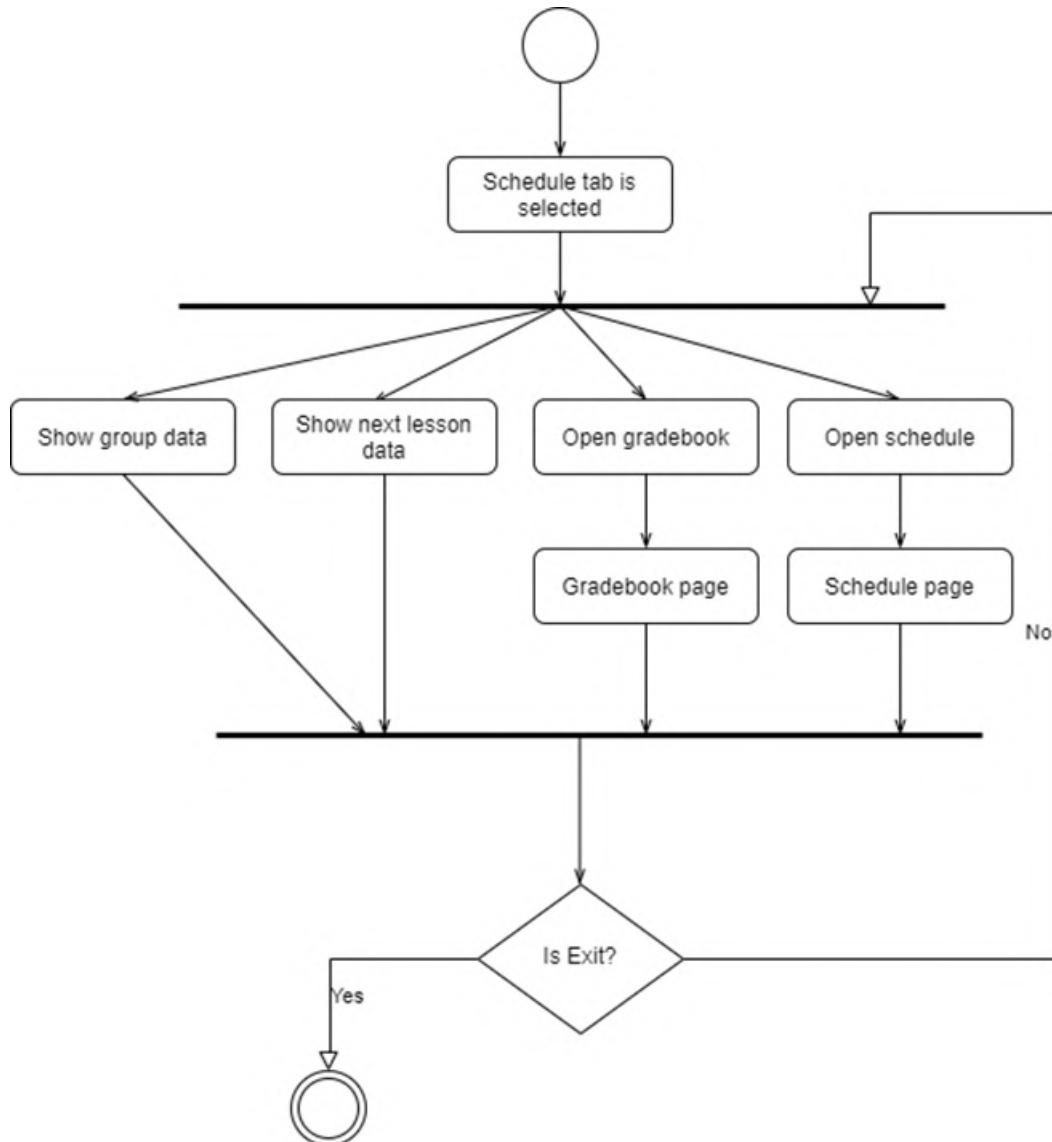 Schedule tab is
selected
Show group data
Show next lesson
data
Open gradebook
Open schedule
Gradebook page
Schedule page
No
Is Exit?
Yes